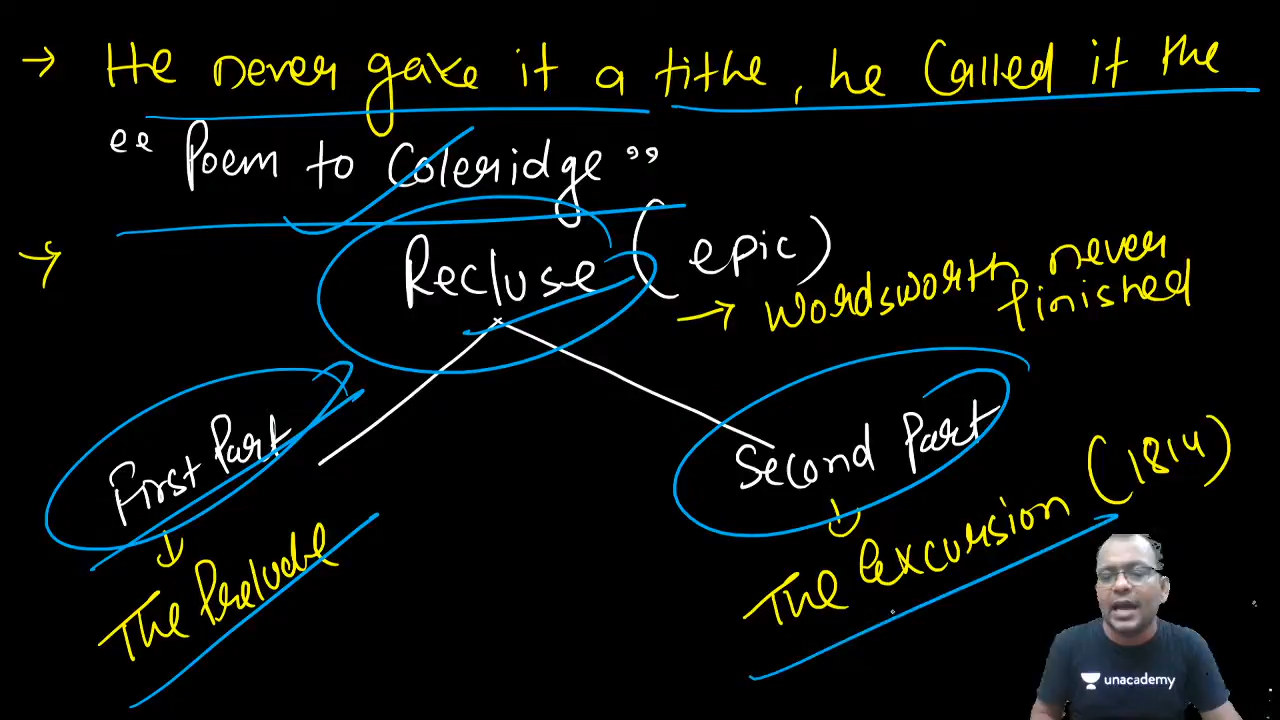 → He never gave it a tithe, he called it the
"Poem to Coleridge"
→ Recluse (epic)
→ Wordsworth never
finished
First Part
Second Part
The Prelude
The Excursion (1814)
unacademy